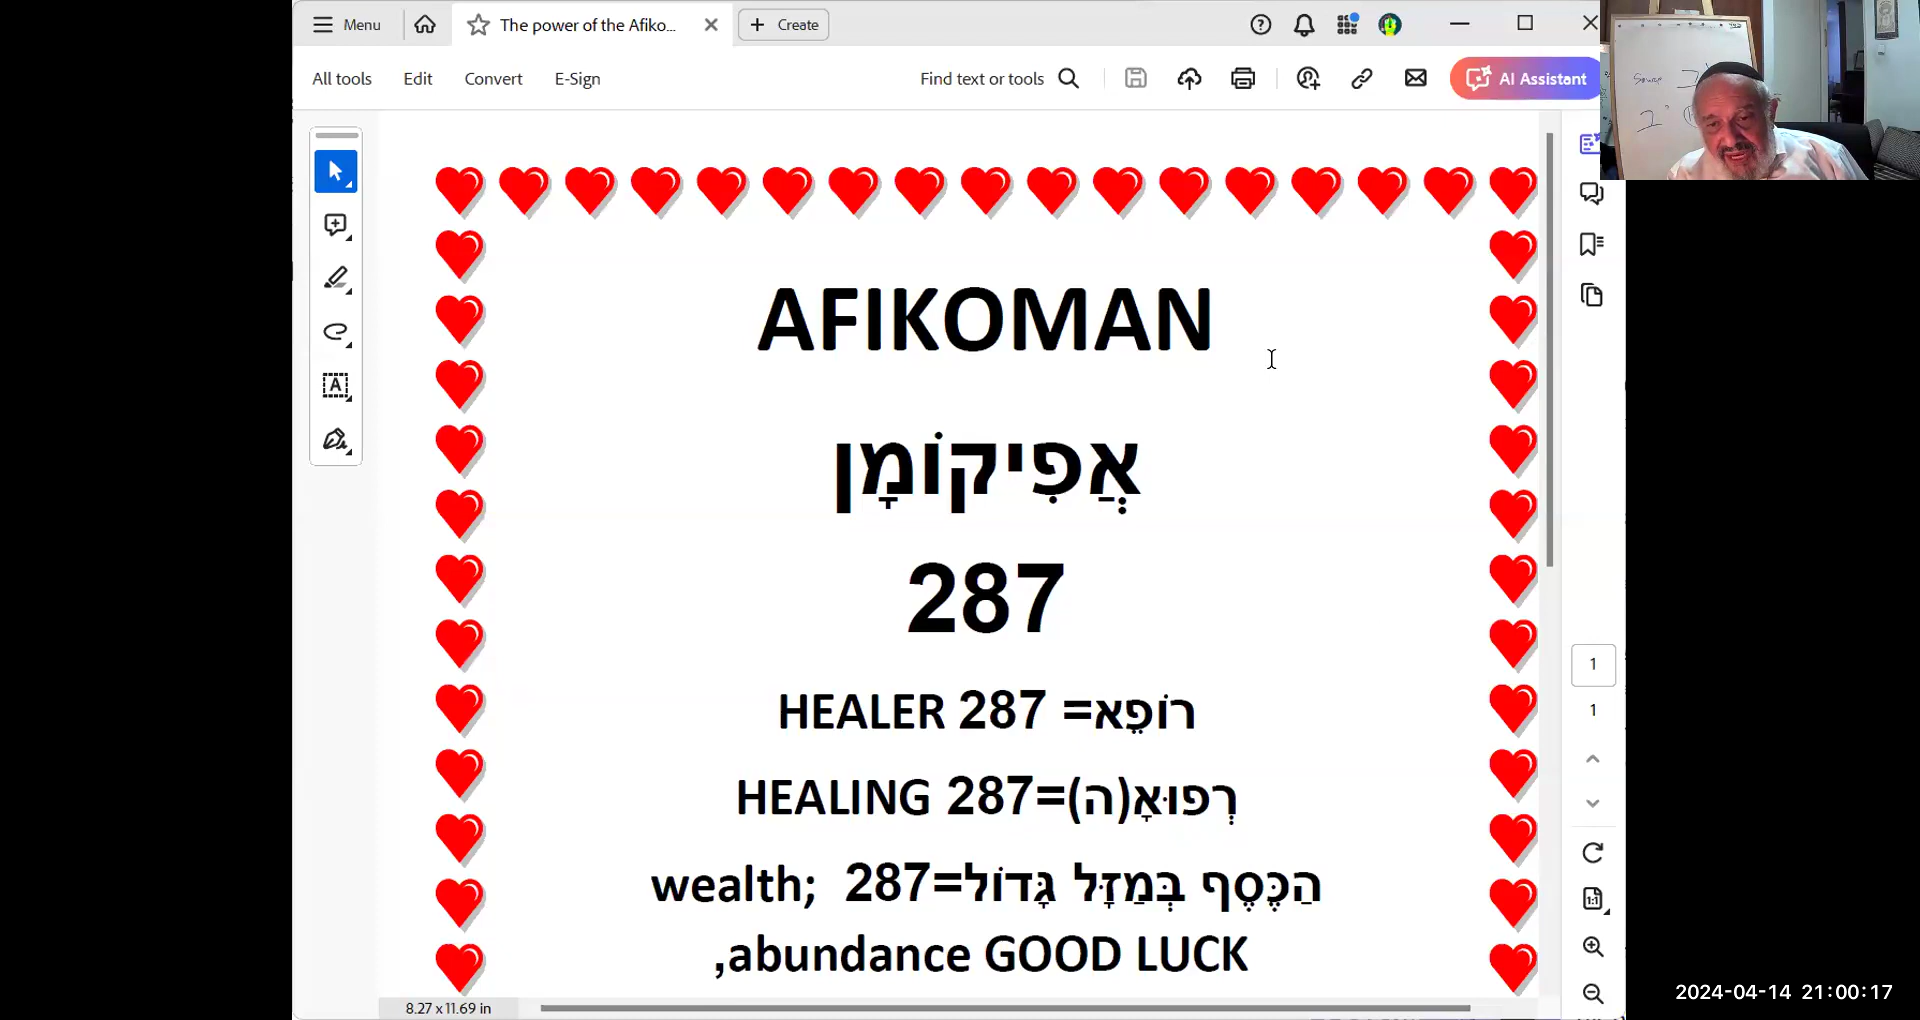 Menu
The power of the Afiko...
Create
All tools
Edit
Convert
E-Sign
Find text or tools
AI Assistant
AFIKOMAN
אֲפִיקוֹמָן
287
HEALER 287 =רוֹפֵא
HEALING 287=רְפוּאָ(ה)
wealth; 287=הַכֶּסֶף בְּמַזָּל גָּדוֹל
,abundance GOOD LUCK
1
1
8.27 x 11.69 in
2024-04-14 21:00:17